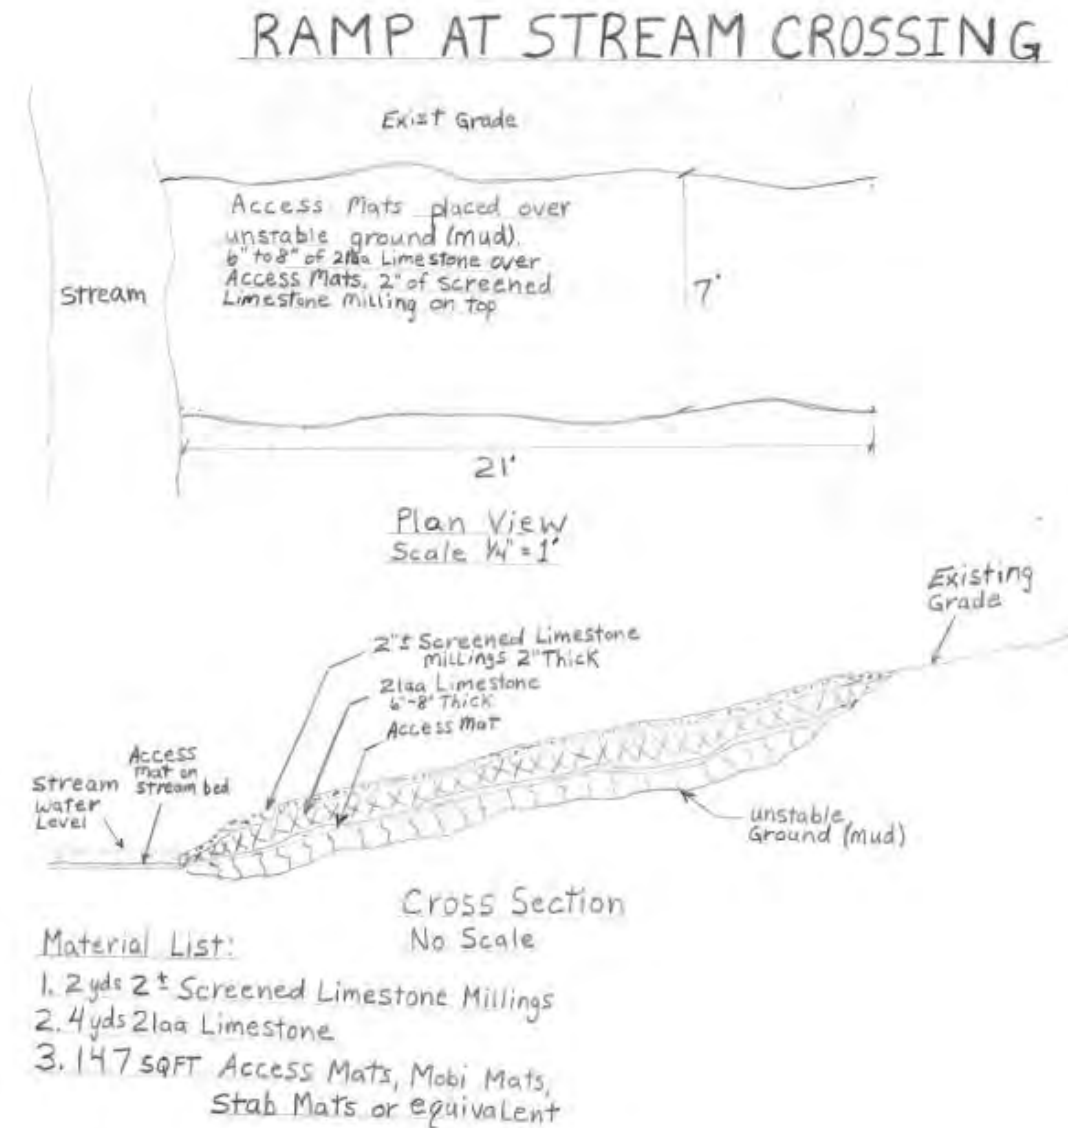 RAMP AT STREAM CROSSING
Exist Grade
Access Mats placed over
unstable ground (mud).
6" to 8" of 21aa Limestone over
Access Mats, 2" of screened
Limestone milling on top
Stream
7'
21'
Plan View
Scale 1/4" = 1'
Existing
Grade
2"± Screened Limestone
millings 2" Thick
21aa Limestone
6"-8" Thick
Access Mat
Access
mat on
stream bed
Stream
water
Level
unstable
Ground (mud)
Cross Section
No Scale
Material List:
1. 2 yds 2± Screened Limestone Millings
2. 4 yds 21aa Limestone
3. 147 SQFT Access Mats, Mobi Mats,
Stab Mats or equivalent